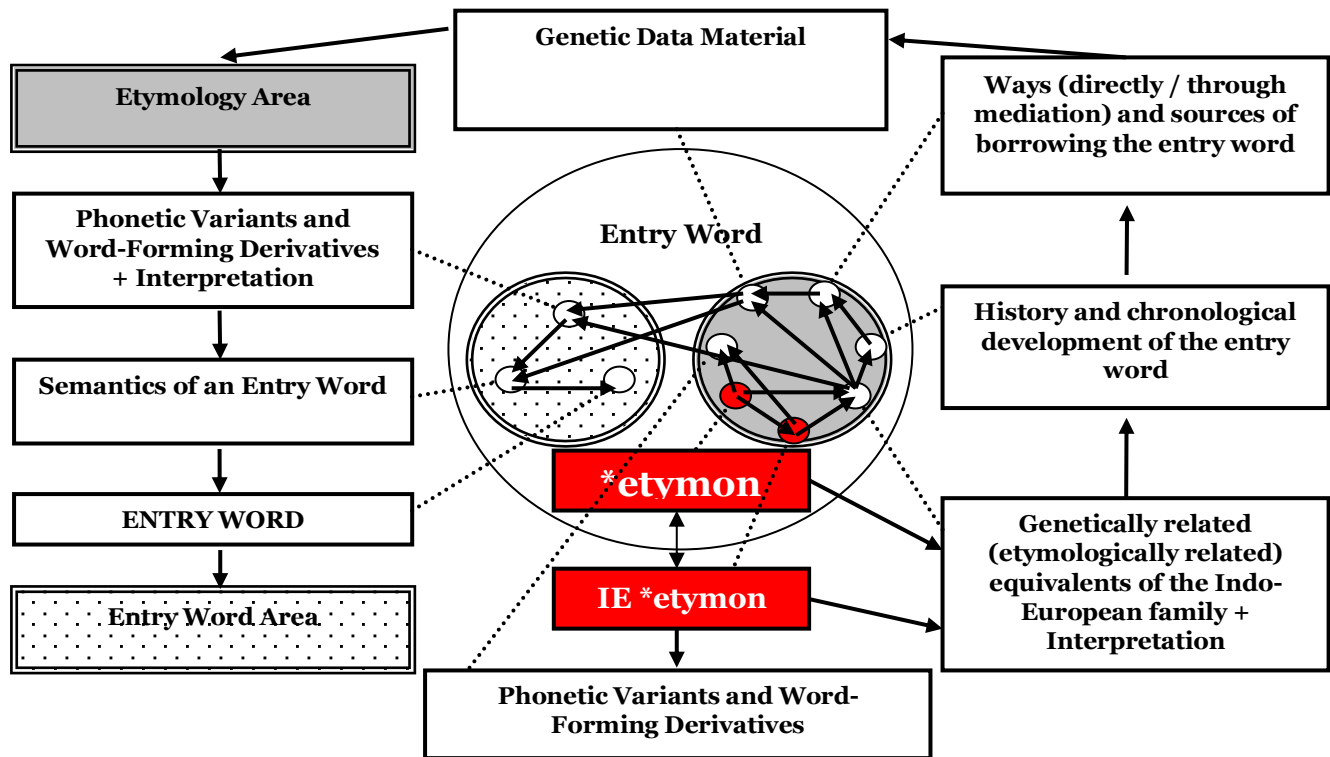 Genetic Data Material
Etymology Area
Ways (directly / through
mediation) and sources of
borrowing the entry word
Phonetic Variants and
Word-Forming Derivatives
+ Interpretation
Entry Word
History and chronological
development of the entry
word
Semantics of an Entry Word
*etymon
ENTRY WORD
Genetically related
(etymologically related)
equivalents of the Indo-
European family +
Interpretation
IE *etymon
Entry Word Area
Phonetic Variants and Word-
Forming Derivatives